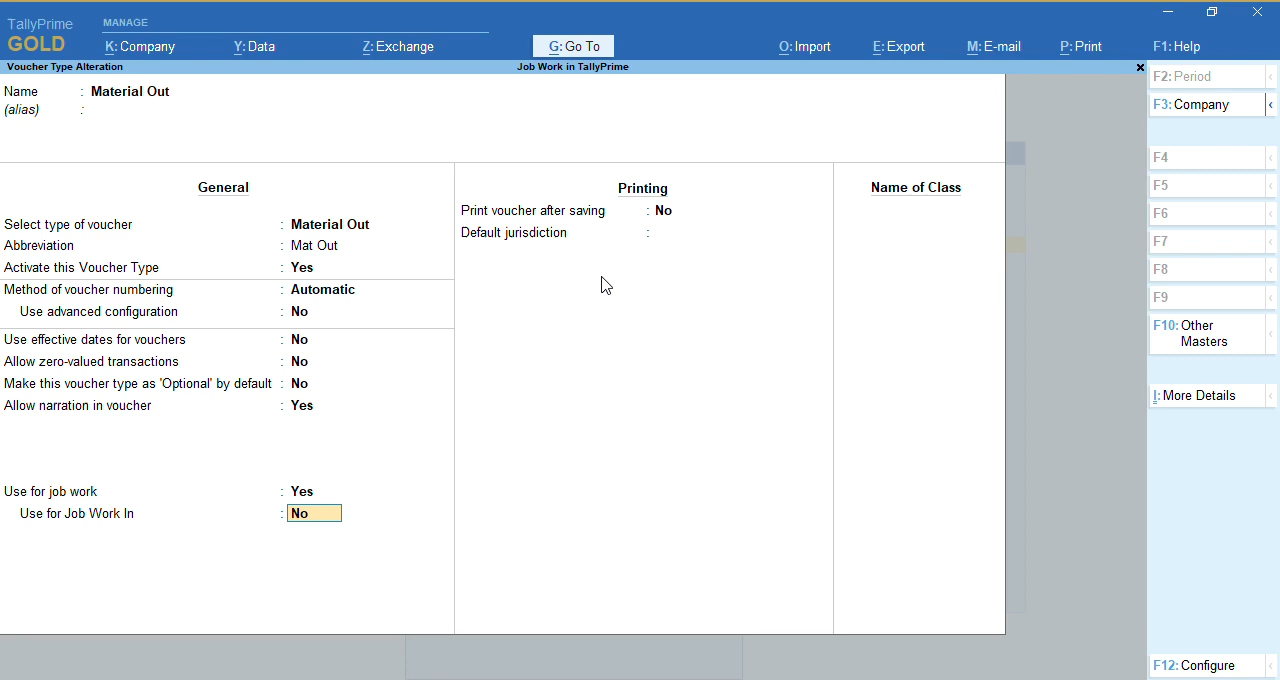 TallyPrime
GOLD
MANAGE
K: Company
Y: Data
Z: Exchange
G: Go To
O: Import
E: Export
M: E-mail
P: Print
F1: Help
Voucher Type Alteration
Job Work in TallyPrime
Name : Material Out
(alias) :
General
Select type of voucher : Material Out
Abbreviation : Mat Out
Activate this Voucher Type : Yes
Method of voucher numbering : Automatic
Use advanced configuration : No
Use effective dates for vouchers : No
Allow zero-valued transactions : No
Make this voucher type as 'Optional' by default : No
Allow narration in voucher : Yes
Use for job work : Yes
Use for Job Work In : No
Printing
Print voucher after saving : No
Default jurisdiction :
Name of Class
F2: Period
F3: Company
F4
F5
F6
F7
F8
F9
F10: Other
Masters
I: More Details
F12: Configure